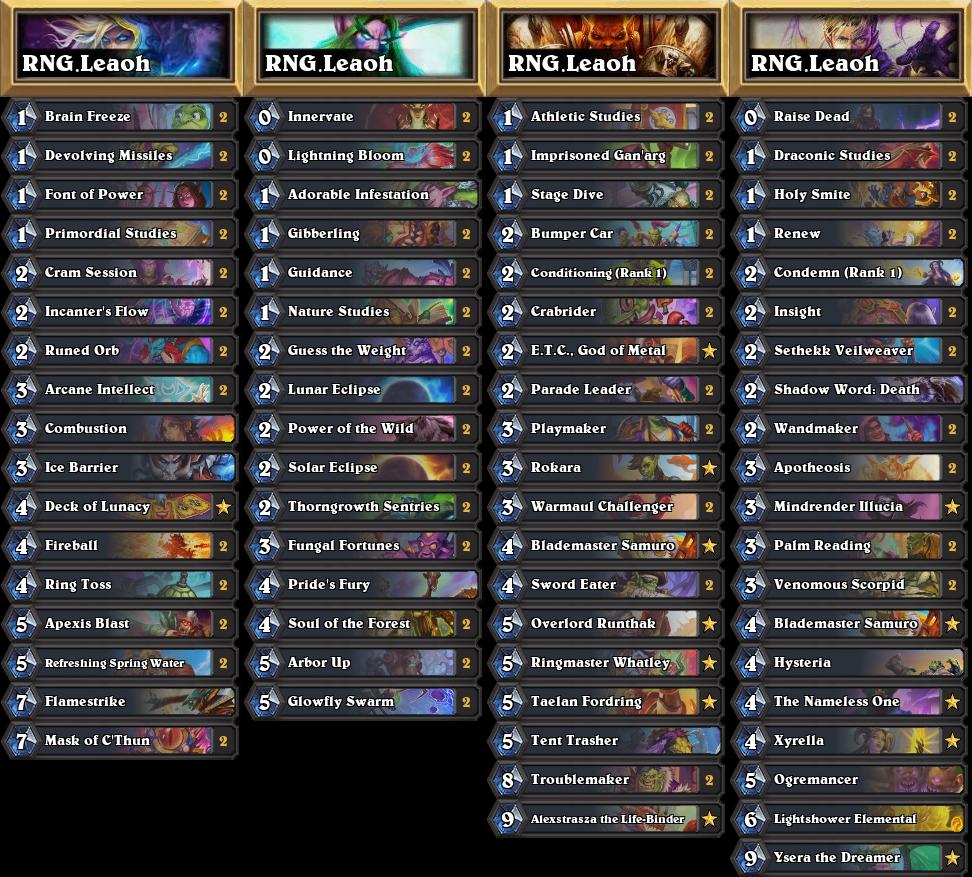 RNG.Leaoh
1 Brain Freeze 2
1 Devolving Missiles 2
1 Font of Power 2
1 Primordial Studies 2
2 Cram Session 2
2 Incanter's Flow 2
2 Runed Orb 2
3 Arcane Intellect 2
3 Combustion
3 Ice Barrier
4 Deck of Lunacy
4 Fireball 2
4 Ring Toss 2
5 Apexis Blast 2
5 Refreshing Spring Water 2
7 Flamestrike
7 Mask of C'Thun 2
RNG.Leaoh
0 Innervate 2
0 Lightning Bloom 2
1 Adorable Infestation
1 Gibberling 2
1 Guidance 2
1 Nature Studies 2
2 Guess the Weight 2
2 Lunar Eclipse 2
2 Power of the Wild 2
2 Solar Eclipse 2
2 Thorngrowth Sentries 2
3 Fungal Fortunes 2
4 Pride's Fury
4 Soul of the Forest 2
5 Arbor Up 2
5 Glowfly Swarm 2
RNG.Leaoh
1 Athletic Studies 2
1 Imprisoned Gan'arg 2
1 Stage Dive 2
2 Bumper Car 2
2 Conditioning (Rank 1) 2
2 Crabrider 2
2 E.T.C., God of Metal
2 Parade Leader 2
3 Playmaker 2
3 Rokara
3 Warmaul Challenger 2
4 Blademaster Samuro
4 Sword Eater 2
5 Overlord Runthak
5 Ringmaster Whatley
5 Taelan Fordring
5 Tent Trasher
8 Troublemaker 2
9 Alexstrasza the Life-Binder
RNG.Leaoh
0 Raise Dead 2
1 Draconic Studies 2
1 Holy Smite 2
1 Renew 2
2 Condemn (Rank 1)
2 Insight 2
2 Sethekk Veilweaver 2
2 Shadow Word: Death
2 Wandmaker 2
3 Apotheosis 2
3 Mindrender Illucia
3 Palm Reading 2
3 Venomous Scorpid 2
4 Blademaster Samuro
4 Hysteria
4 The Nameless One
4 Xyrella
5 Ogremancer
6 Lightshower Elemental
9 Ysera the Dreamer